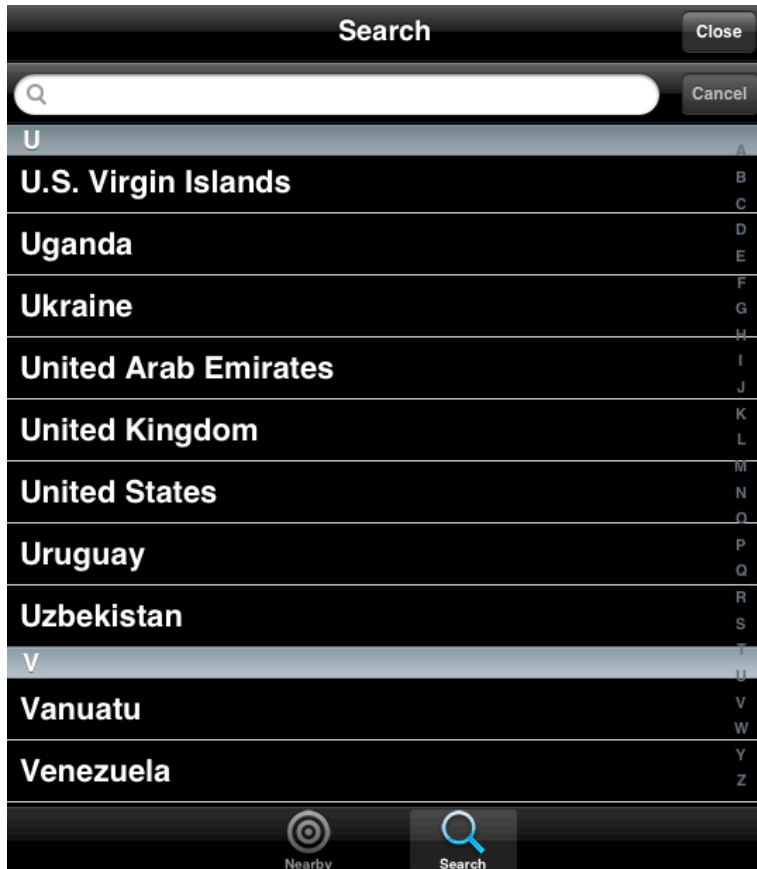 Search
Close
Cancel
U
U.S. Virgin Islands
Uganda
Ukraine
United Arab Emirates
United Kingdom
United States
Uruguay
Uzbekistan
V
Vanuatu
Venezuela
A
B
C
D
E
F
G
H
I
J
K
L
M
N
O
P
Q
R
S
T
U
V
W
Y
Z
Nearby
Search